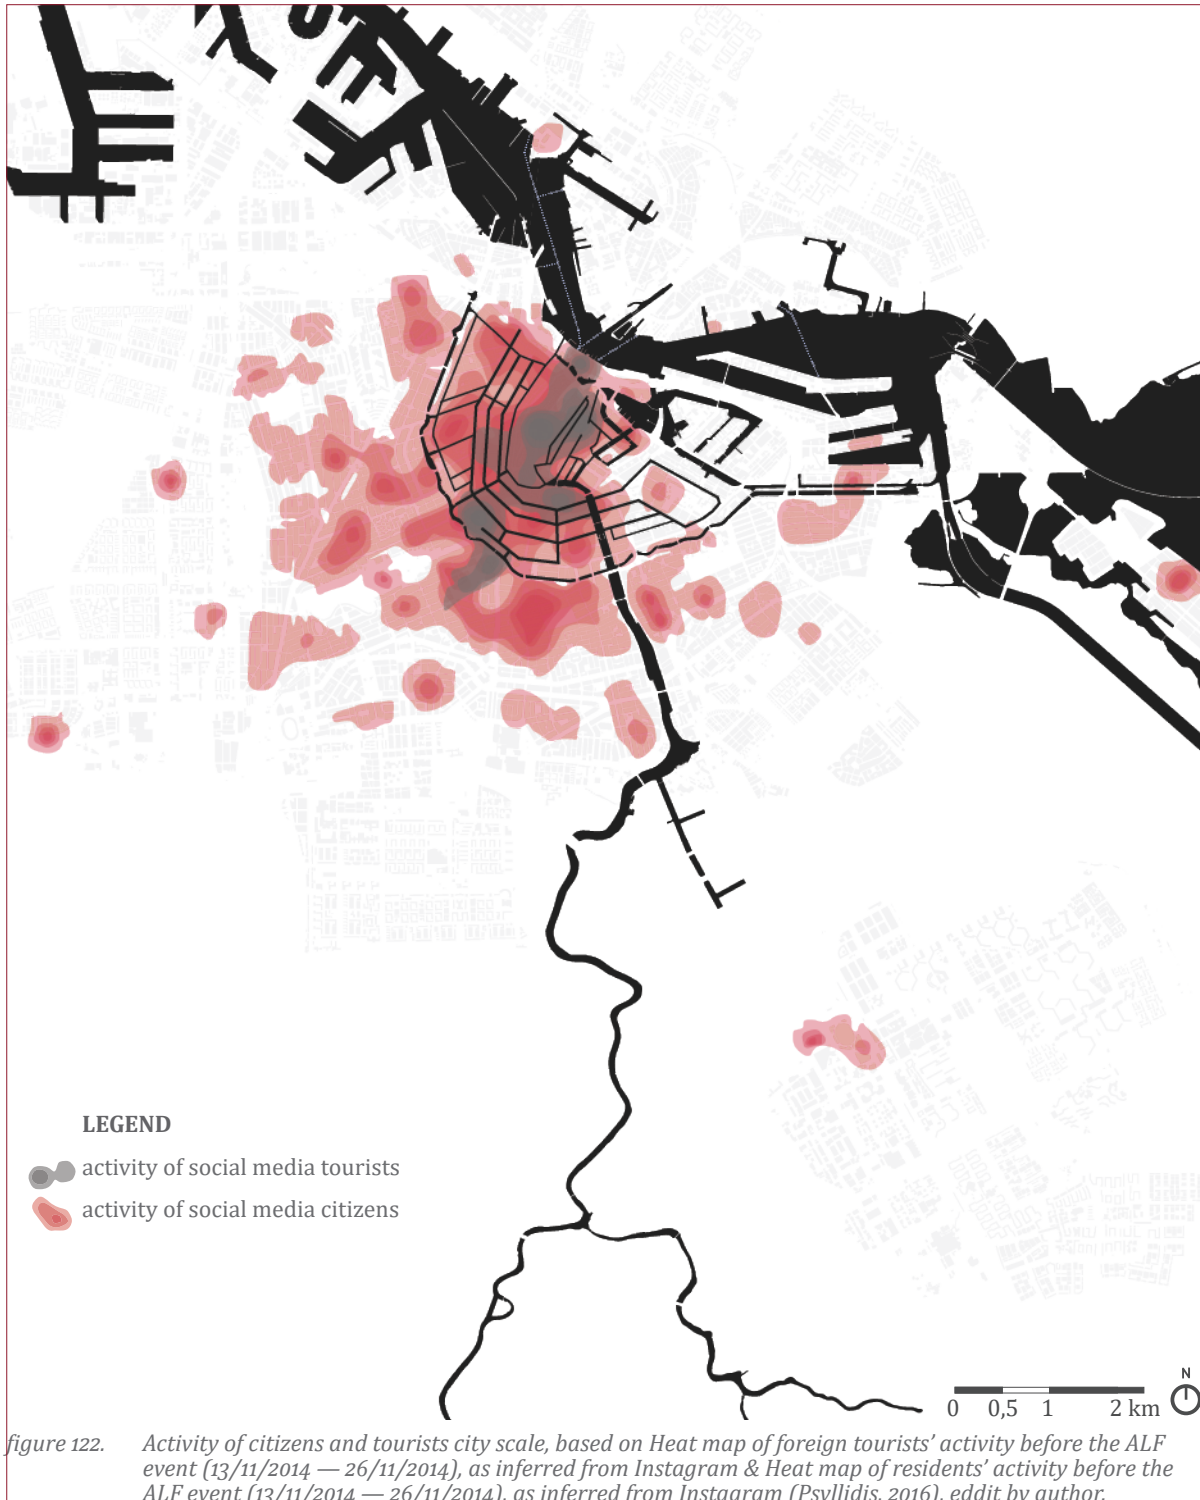 LEGEND
activity of social media tourists
activity of social media citizens
N
0 0,5 1 2 km
figure 122. Activity of citizens and tourists city scale, based on Heat map of foreign tourists' activity before the ALF
event (13/11/2014 — 26/11/2014), as inferred from Instagram & Heat map of residents' activity before the
ALF event (13/11/2014 — 26/11/2014), as inferred from Instagram (Psyllidis, 2016), eddit by author.